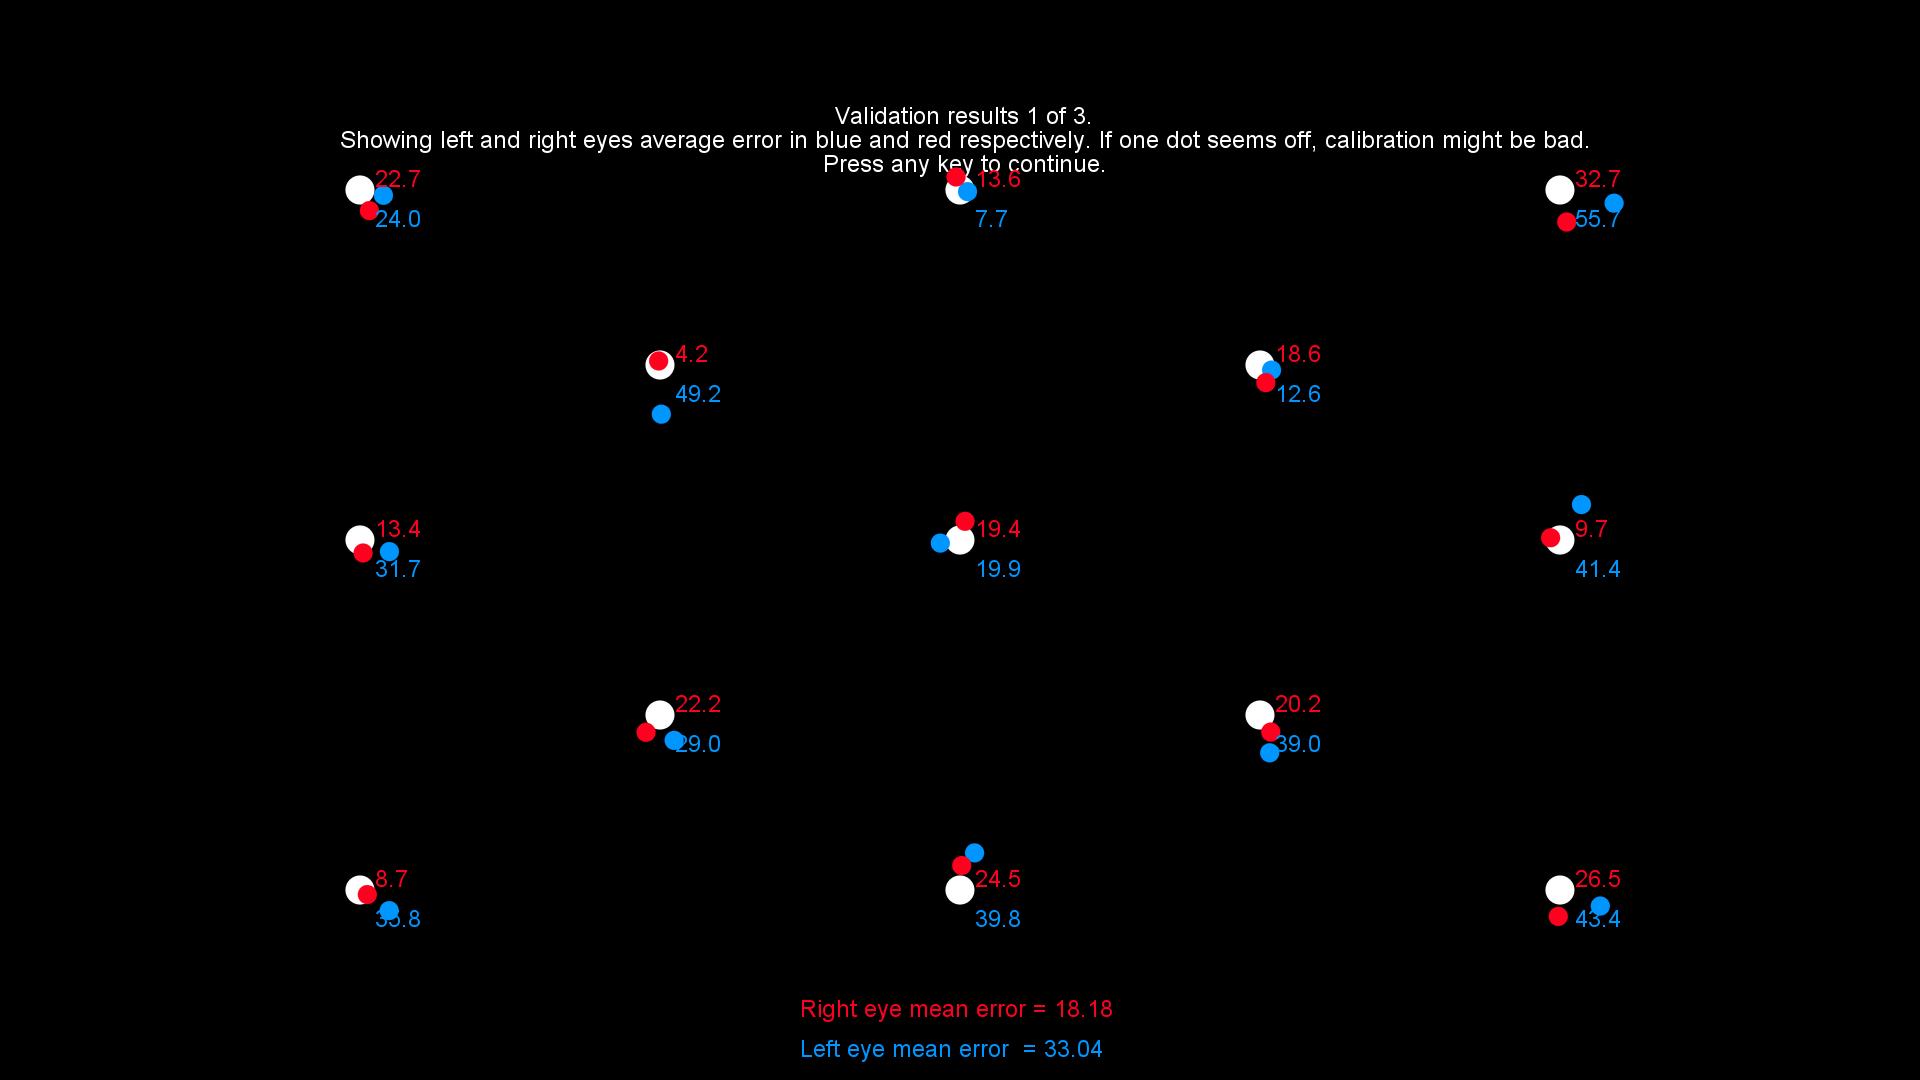 Validation results 1 of 3.
Showing left and right eyes average error in blue and red respectively. If one dot seems off, calibration might be bad.
Press any key to continue.
22.7 13.6 32.7
24.0 7.7 55.7
4.2 18.6
49.2 12.6
13.4 19.4 9.7
31.7 19.9 41.4
22.2 20.2
29.0 39.0
8.7 24.5 26.5
39.8 43.4
Right eye mean error = 18.18
Left eye mean error = 33.04